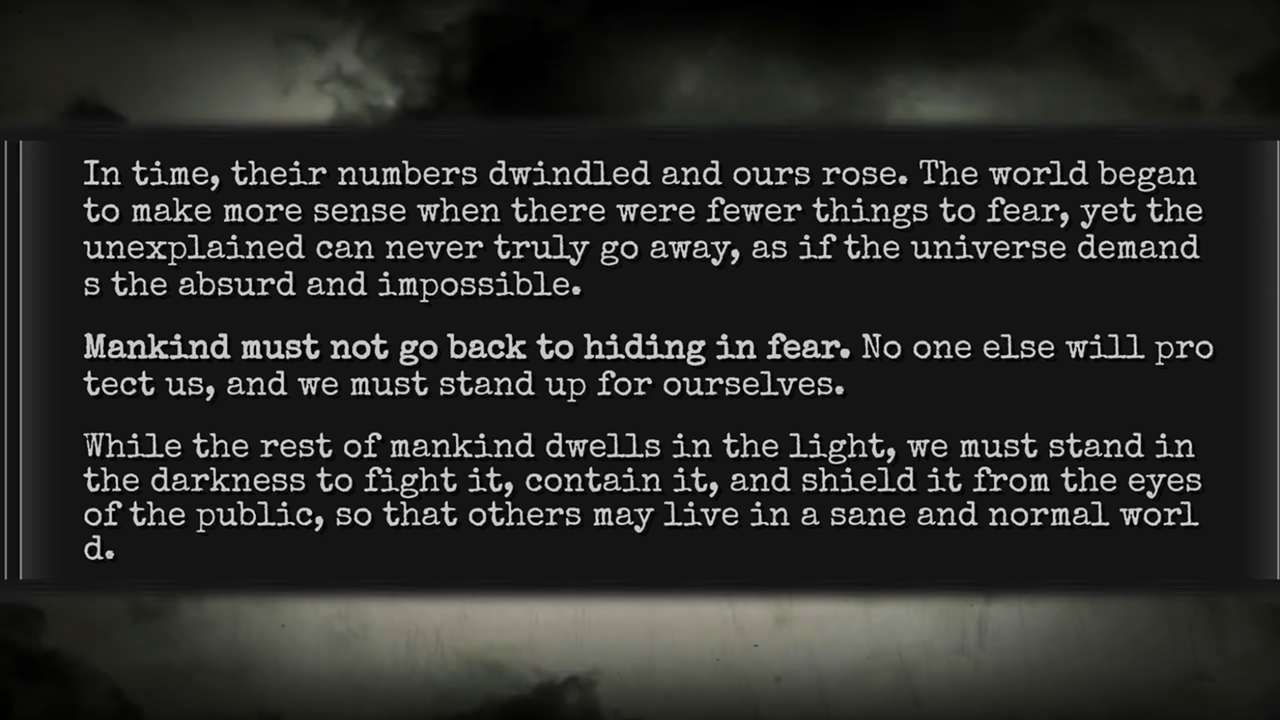 In time, their numbers dwindled and ours rose. The world began
to make more sense when there were fewer things to fear, yet the
unexplained can never truly go away, as if the universe demand
s the absurd and impossible.
Mankind must not go back to hiding in fear. No one else will pro
tect us, and we must stand up for ourselves.
While the rest of mankind dwells in the light, we must stand in
the darkness to fight it, contain it, and shield it from the eyes
of the public, so that others may live in a sane and normal worl
d.